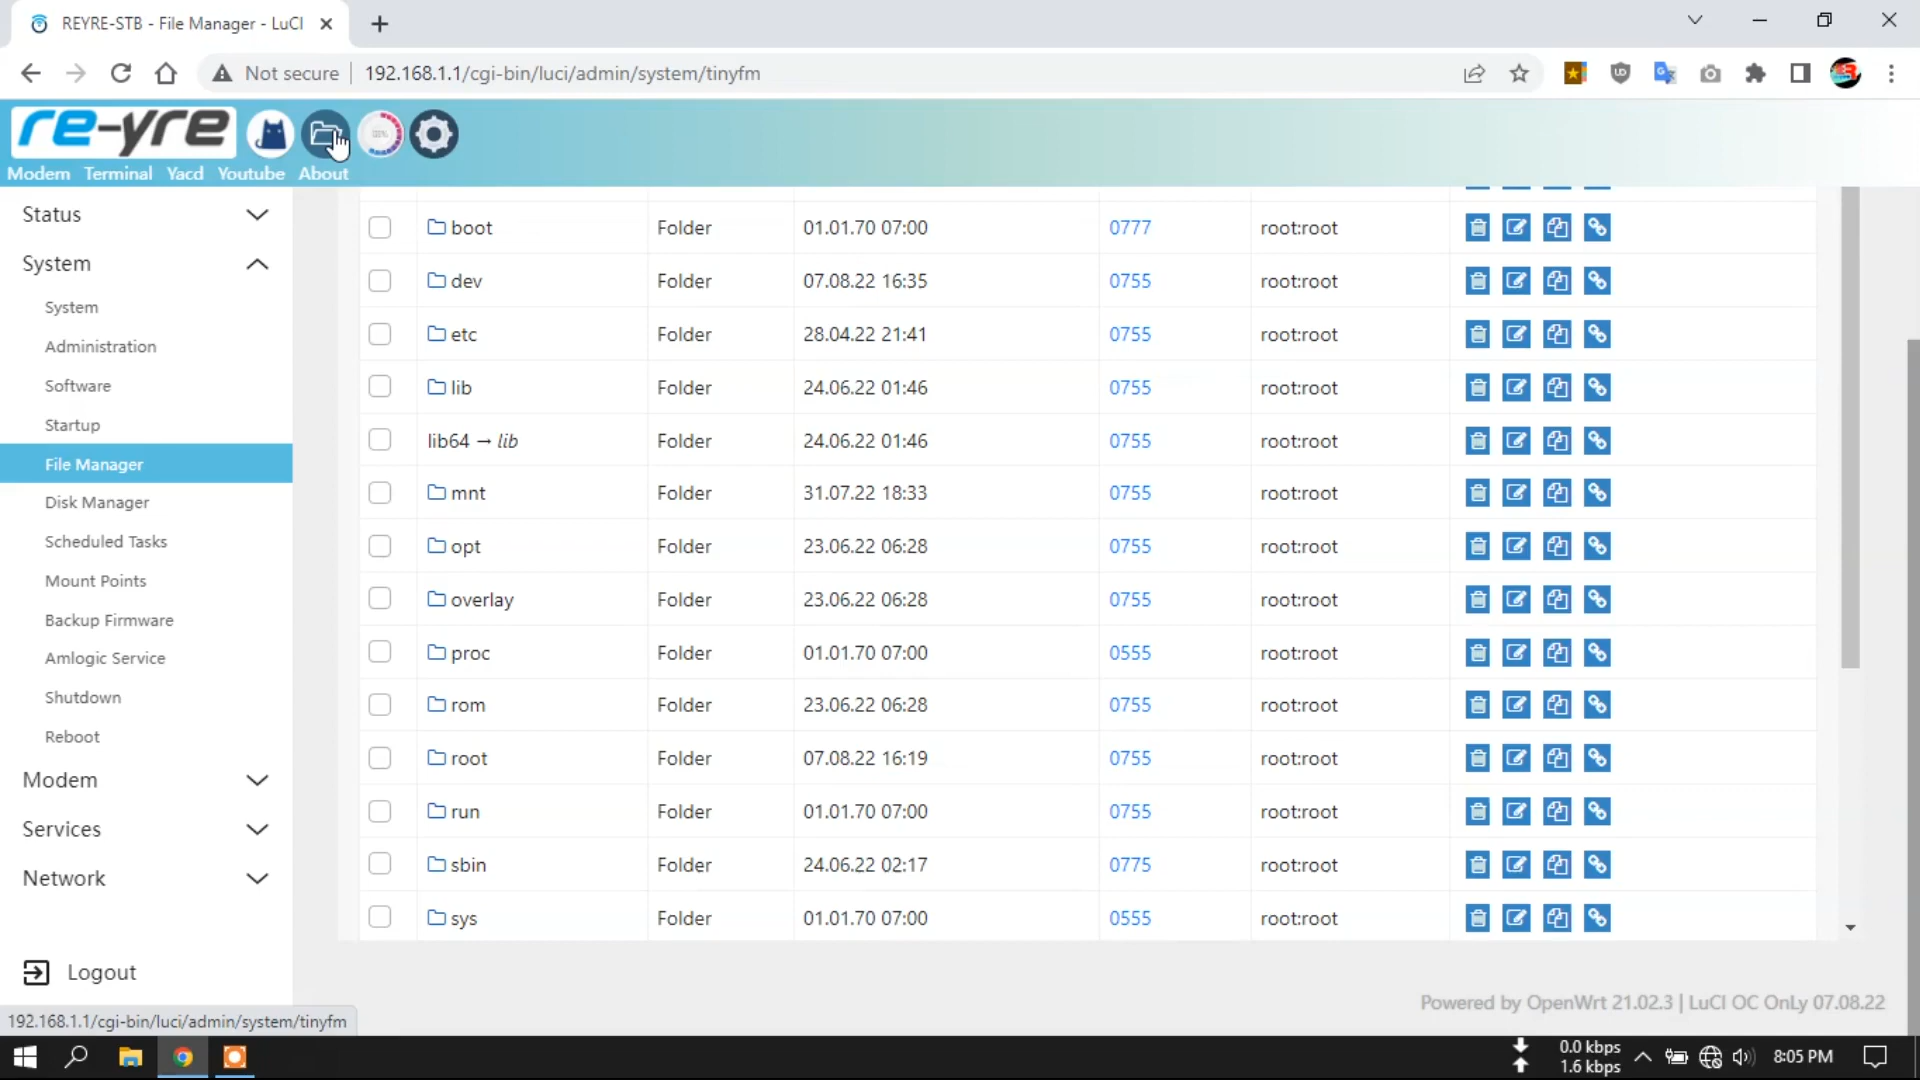 REYRE-STB - File Manager - LuCI
Not secure 192.168.1.1/cgi-bin/luci/admin/system/tinyfm
re-yre
Modem Terminal Yacd Youtube About
Status
System
System
Administration
Software
Startup
File Manager
Disk Manager
Scheduled Tasks
Mount Points
Backup Firmware
Amlogic Service
Shutdown
Reboot
Modem
Services
Network
Logout
boot Folder 01.01.70 07:00 0777 root:root
dev Folder 07.08.22 16:35 0755 root:root
etc Folder 28.04.22 21:41 0755 root:root
lib Folder 24.06.22 01:46 0755 root:root
lib64 → lib Folder 24.06.22 01:46 0755 root:root
mnt Folder 31.07.22 18:33 0755 root:root
opt Folder 23.06.22 06:28 0755 root:root
overlay Folder 23.06.22 06:28 0755 root:root
proc Folder 01.01.70 07:00 0555 root:root
rom Folder 23.06.22 06:28 0755 root:root
root Folder 07.08.22 16:19 0755 root:root
run Folder 01.01.70 07:00 0755 root:root
sbin Folder 24.06.22 02:17 0775 root:root
sys Folder 01.01.70 07:00 0555 root:root
Powered by OpenWrt 21.02.3 | LuCI OC OnLy 07.08.22
192.168.1.1/cgi-bin/luci/admin/system/tinyfm
0.0 kbps
1.6 kbps
8:05 PM